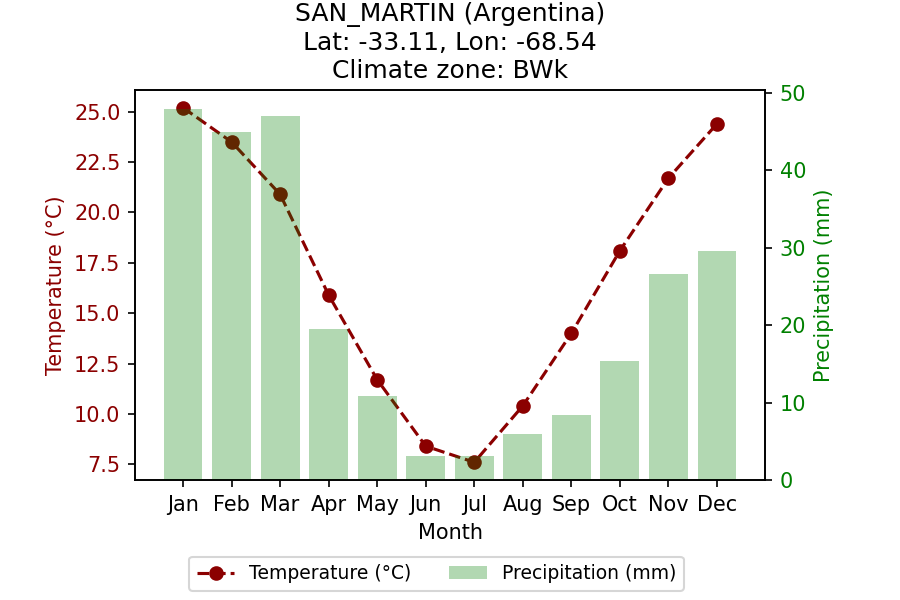 SAN_MARTIN (Argentina)
Lat: -33.11, Lon: -68.54
Climate zone: BWk
Temperature (°C)
25.0
22.5
20.0
17.5
15.0
12.5
10.0
7.5
50
40
30
20
10
0
Precipitation (mm)
Jan Feb Mar Apr May Jun Jul Aug Sep Oct Nov Dec
Month
Temperature (°C) Precipitation (mm)